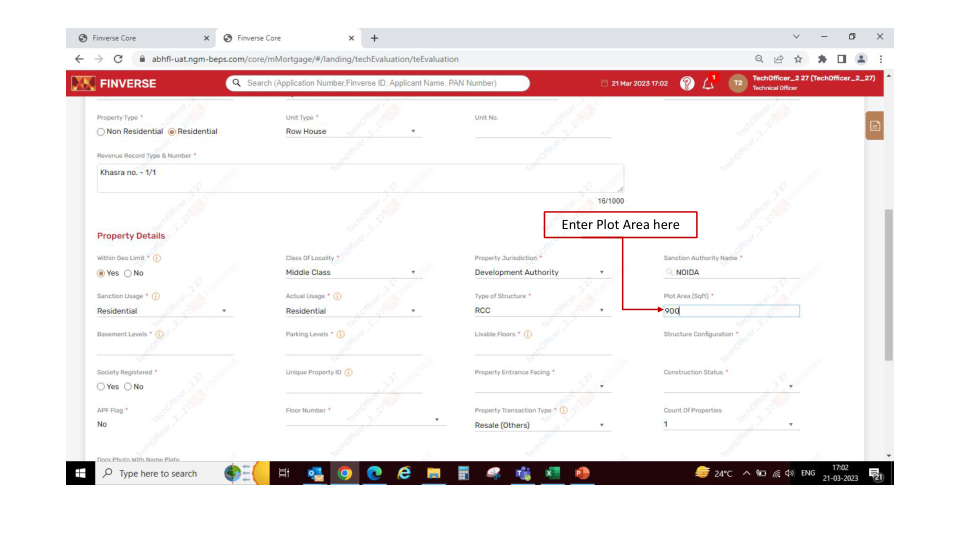 Finverse Core
Finverse Core
abhfl-uat.ngm-beps.com/core/mMortgage/#/landing/techEvaluation/teEvaluation
FINVERSE
Search (Application Number,Finverse ID, Applicant Name, PAN Number)
21 Mar 2023 17:02
1
T2
TechOfficer_2 27 (TechOfficer_2_27)
Technical Officer
Property Type *
Unit Type *
Unit No.
Non Residential Residential
Row House
Revenue Record Type & Number *
Khasra no. - 1/1
16/1000
Enter Plot Area here
Property Details
Within Geo Limit *
Class Of Locality *
Property Jurisdiction *
Sanction Authority Name *
Yes No
Middle Class
Development Authority
NOIDA
Sanction Usage *
Actual Usage *
Type of Structure *
Plot Area (Sqft) *
Residential
Residential
RCC
900
Basement Levels *
Parking Levels *
Livable Floors *
Structure Configuration *
Society Registered *
Unique Property ID
Property Entrance Facing *
Construction Status *
Yes No
APF Flag *
Floor Number *
Property Transaction Type *
Count Of Properties
No
Resale (Others)
1
Door Photo With Name Plate
Type here to search
24°C
ENG
17:02
21-03-2023